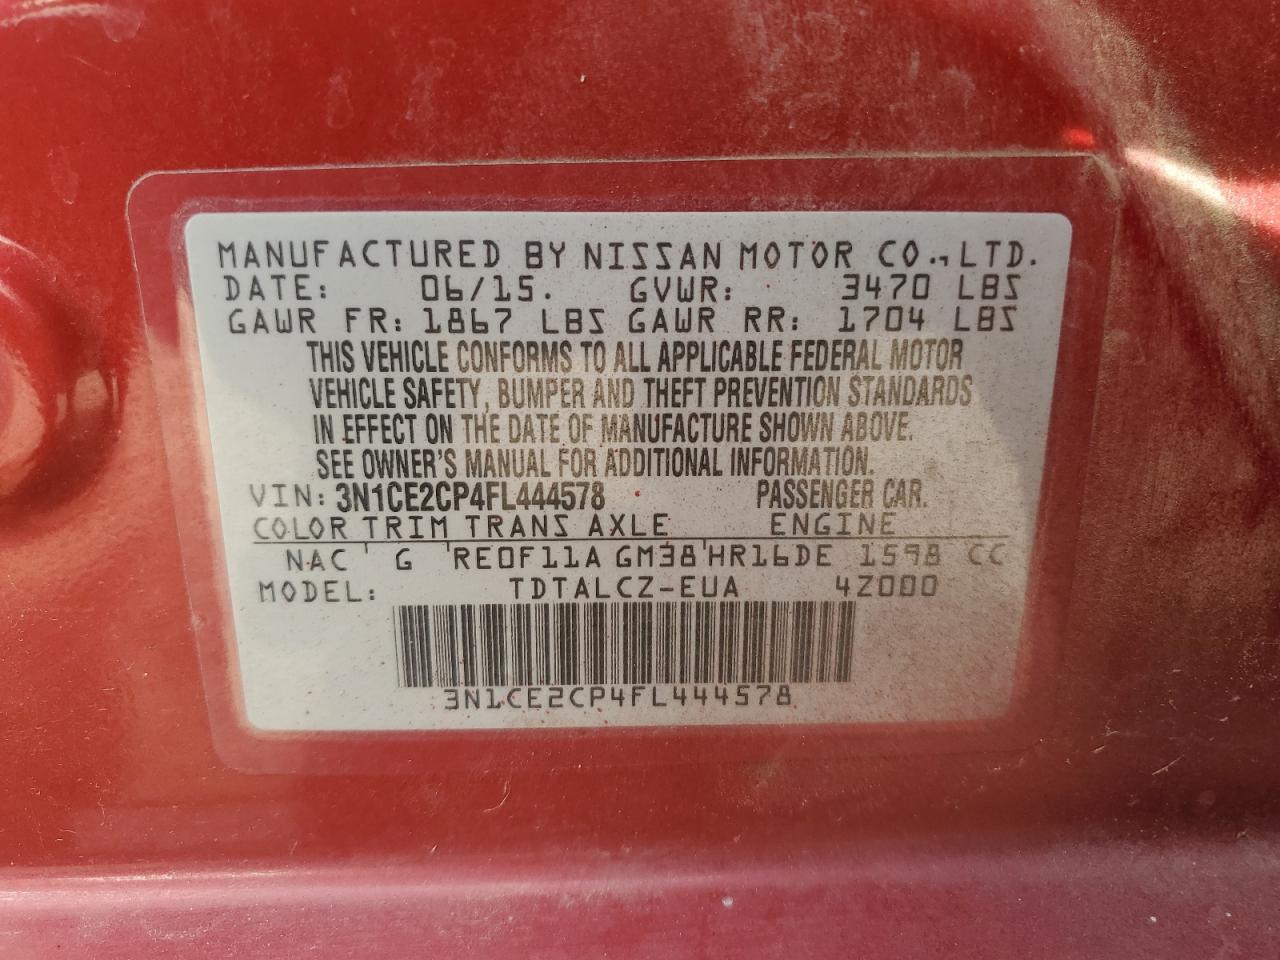 MANUFACTURED BY NISSAN MOTOR CO., LTD.
DATE: 06/15. GVWR: 3470 LBS
GAWR FR: 1867 LBS GAWR RR: 1704 LBS
THIS VEHICLE CONFORMS TO ALL APPLICABLE FEDERAL MOTOR
VEHICLE SAFETY, BUMPER AND THEFT PREVENTION STANDARDS
IN EFFECT ON THE DATE OF MANUFACTURE SHOWN ABOVE.
SEE OWNER'S MANUAL FOR ADDITIONAL INFORMATION.
VIN: 3N1CE2CP4FL444578 PASSENGER CAR.
COLOR TRIM TRANS AXLE ENGINE
NAC ' G 'RE0F11A GM38'HR16DE 1598 CC
MODEL: TDTALCZ-EUA 4Z000
3N1CE2CP4FL444578